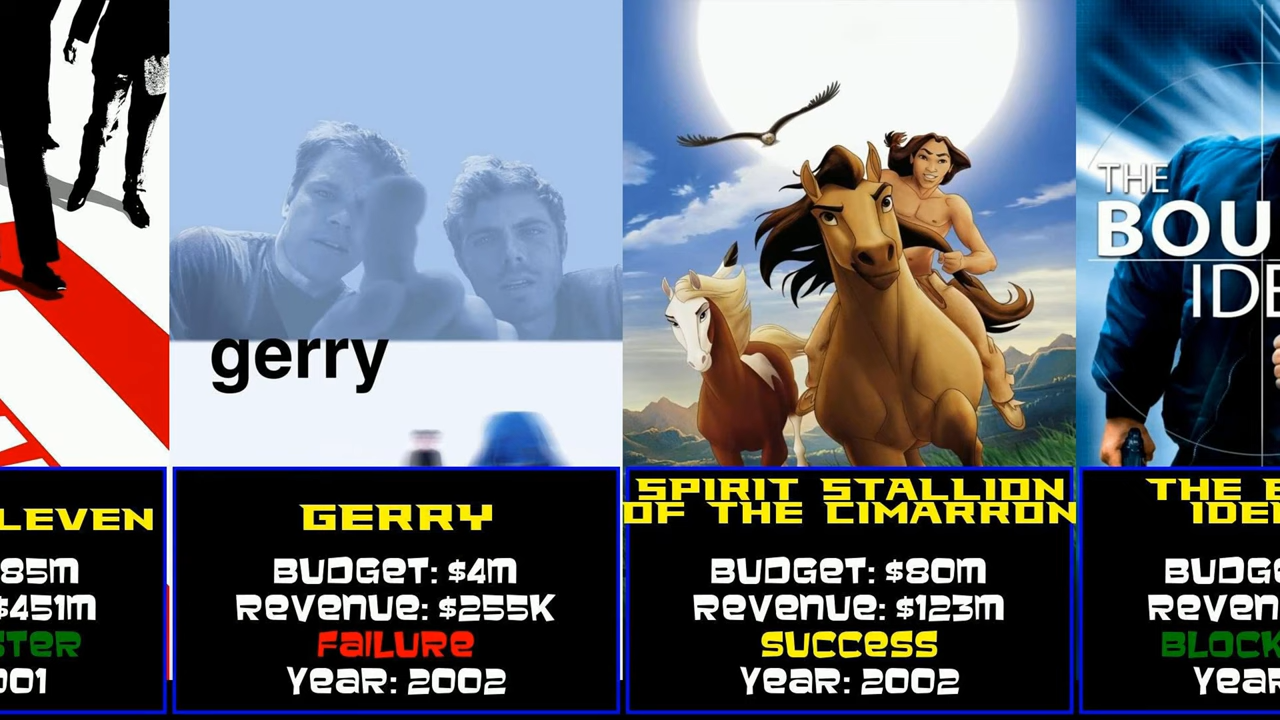 LEVEN
85M
$451M
STER
001
gerry
GERRY
BUDGET: $4M
REVENUE: $255K
FAILURE
YEAR: 2002
SPIRIT STALLION
OF THE CIMARRON
BUDGET: $80M
REVENUE: $123M
SUCCESS
YEAR: 2002
THE
BOU
IDE
THE B
IDEN
BUDGE
REVEN
BLOCK
YEAR